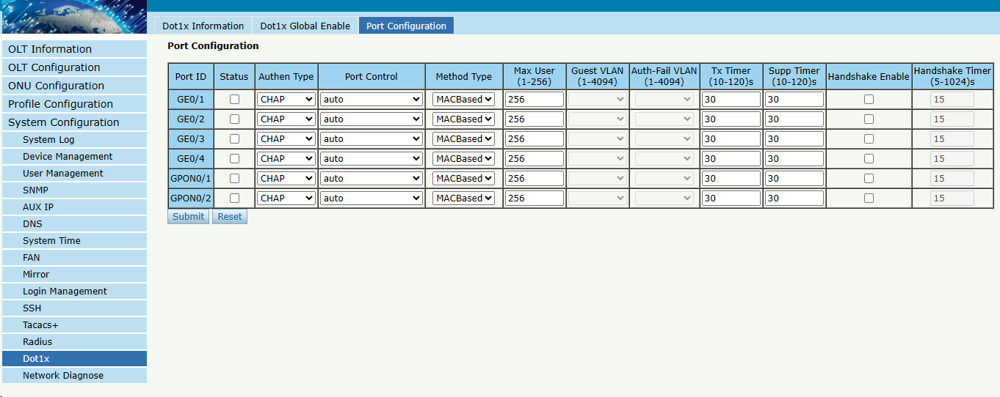 Dot1x Information Dot1x Global Enable Port Configuration
OLT Information
OLT Configuration
ONU Configuration
Profile Configuration
System Configuration
System Log
Device Management
User Management
SNMP
AUX IP
DNS
System Time
FAN
Mirror
Login Management
SSH
Tacacs+
Radius
Dot1x
Network Diagnose
Port Configuration
Port ID Status Authen Type Port Control Method Type Max User (1-256) Guest VLAN (1-4094) Auth-Fail VLAN (1-4094) Tx Timer (10-120)s Supp Timer (10-120)s Handshake Enable Handshake Timer (5-1024)s
GE0/1 CHAP auto MACBased 256 30 30 15
GE0/2 CHAP auto MACBased 256 30 30 15
GE0/3 CHAP auto MACBased 256 30 30 15
GE0/4 CHAP auto MACBased 256 30 30 15
GPON0/1 CHAP auto MACBased 256 30 30 15
GPON0/2 CHAP auto MACBased 256 30 30 15
Submit Reset